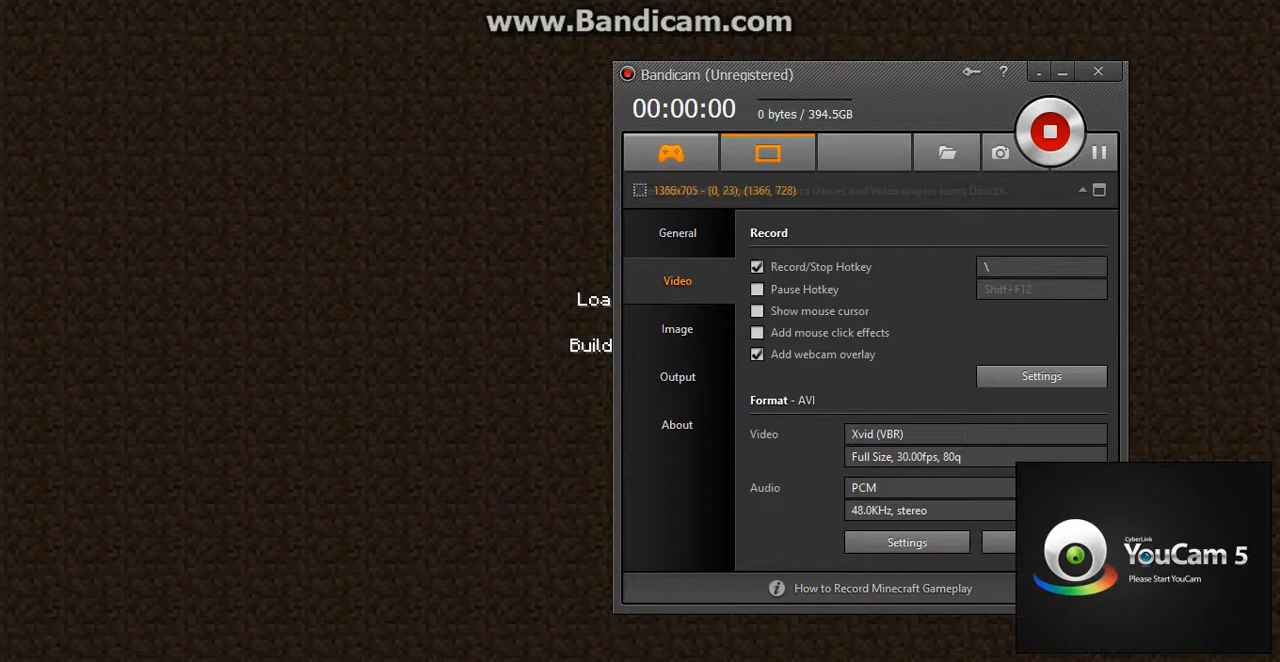 www.Bandicam.com
Bandicam (Unregistered)
?
00:00:00
0 bytes / 394.5GB
1366x705 - (0, 23), (1366, 728)
General
Video
Image
Output
About
Record
Record/Stop Hotkey
\
Pause Hotkey
Shift+F12
Show mouse cursor
Add mouse click effects
Add webcam overlay
Settings
Format - AVI
Video
Xvid (VBR)
Full Size, 30.00fps, 80q
Audio
PCM
48.0KHz, stereo
Settings
How to Record Minecraft Gameplay
Loa
Build
CyberLink
YouCam 5
Please Start YouCam